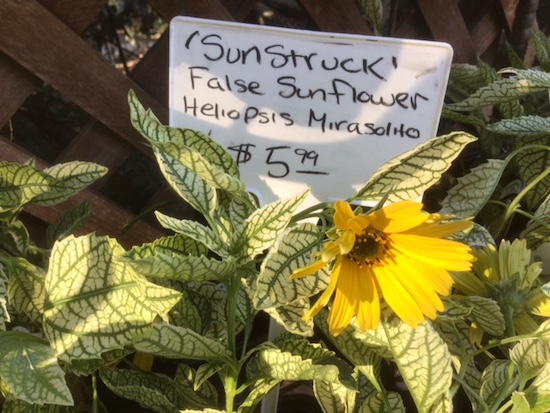 'SunStruck'
False Sunflower
Heliopsis Mirasolito
$5.99